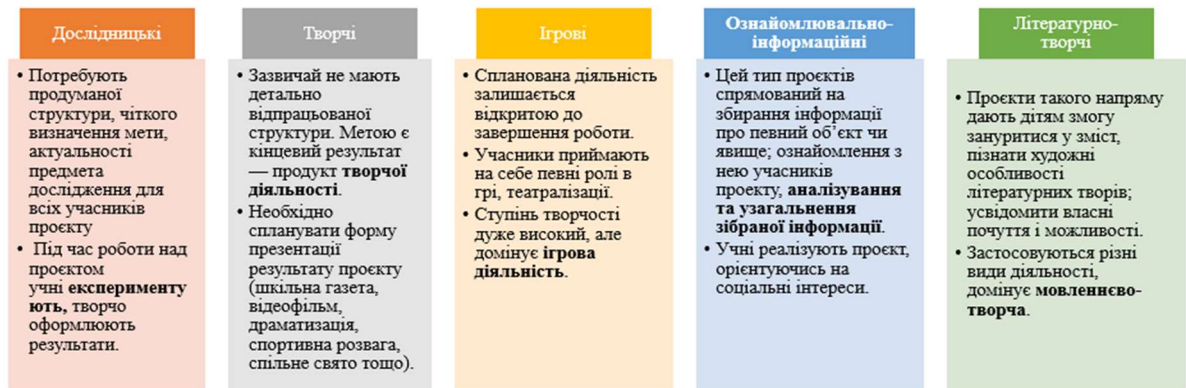 Дослідницькі
• Потребують
продуманої
структури, чіткого
визначення мети,
актуальності
предмета
дослідження для
всіх учасників
проєкту
• Під час роботи над
проєктом
учні експерименту
ють, творчо
оформлюють
результати.
Творчі
• Зазвичай не мають
детально
відпрацьованої
структури. Метою є
кінцевий результат
— продукт творчої
діяльності.
• Необхідно
спланувати форму
презентації
результату проєкту
(шкільна газета,
відеофільм,
драматизація,
спортивна розвага,
спільне свято тощо).
Ігрові
• Спланована діяльність
залишається
відкритою до
завершення роботи.
• Учасники приймають
на себе певні ролі в
грі, театралізації.
• Ступінь творчості
дуже високий, але
домінує ігрова
діяльність.
Ознайомлювально-
інформаційні
• Цей тип проєктів
спрямований на
збирання інформації
про певний об’єкт чи
явище; ознайомлення з
нею учасників
проекту, аналізування
та узагальнення
зібраної інформації.
• Учні реалізують проєкт,
орієнтуючись на
соціальні інтереси.
Літературно-
творчі
• Проєкти такого напряму
дають дітям змогу
зануритися у зміст,
пізнати художні
особливості
літературних творів;
усвідомити власні
почуття і можливості.
• Застосовуються різні
види діяльності,
домінує мовленнєво-
творча.